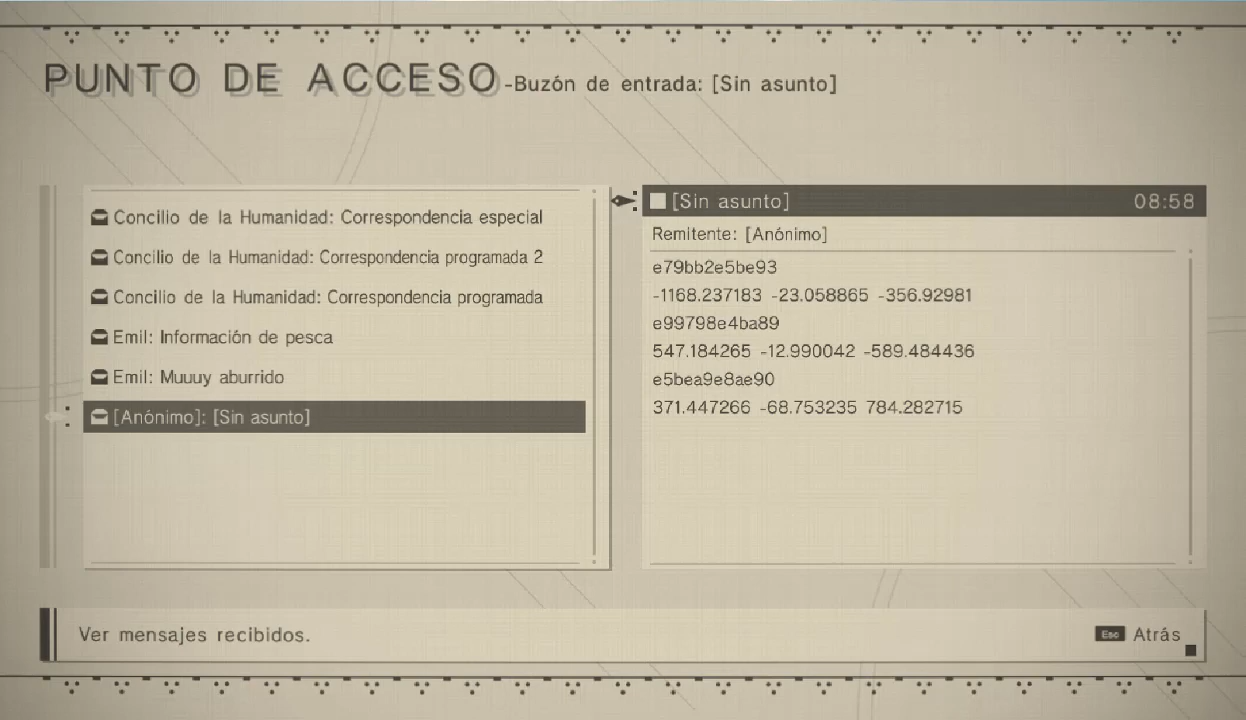 PUNTO DE ACCESO-Buzón de entrada: [Sin asunto]
Concilio de la Humanidad: Correspondencia especial
Concilio de la Humanidad: Correspondencia programada 2
Concilio de la Humanidad: Correspondencia programada
Emil: Información de pesca
Emil: Muuuy aburrido
[Anónimo]: [Sin asunto]
[Sin asunto] 08:58
Remitente: [Anónimo]
e79bb2e5be93
-1168.237183 -23.058865 -356.92981
e99798e4ba89
547.184265 -12.990042 -589.484436
e5bea9e8ae90
371.447266 -68.753235 784.282715
Ver mensajes recibidos.
Esc Atrás